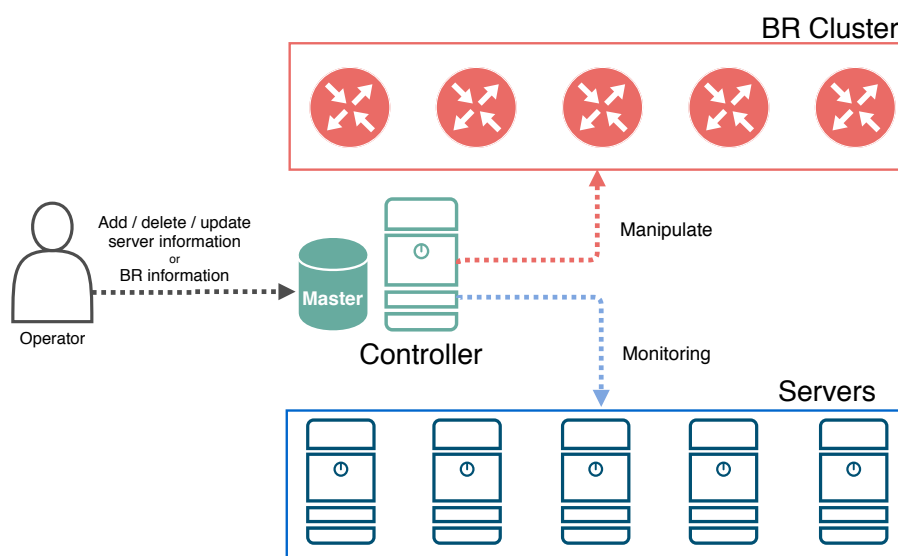 BR Cluster
Add / delete / update
server information
or
BR information
Manipulate
Master
Operator
Controller
Monitoring
Servers